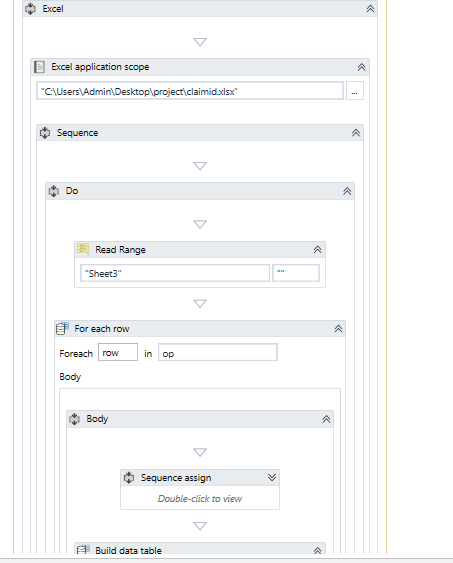 Excel
Excel application scope
"C:\Users\Admin\Desktop\project\claimid.xlsx"
...
Sequence
Do
Read Range
"Sheet3"
""
For each row
Foreach row in op
Body
Body
Sequence assign
Double-click to view
Build data table